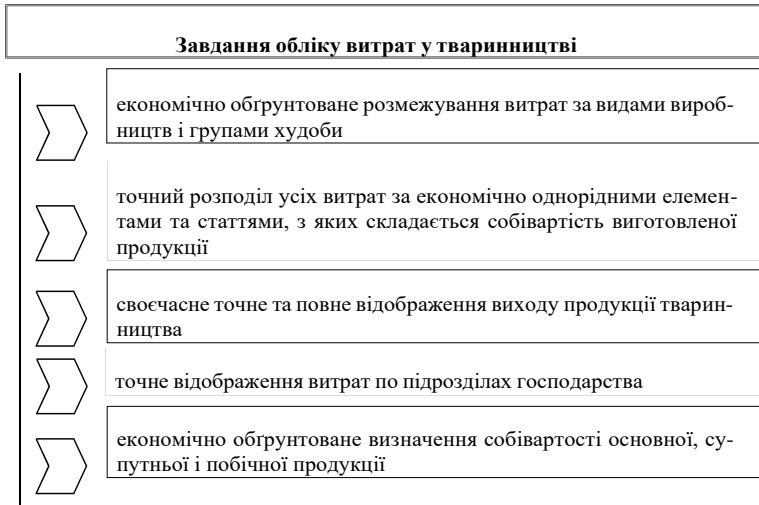 Завдання обліку витрат у тваринництві
економічно обґрунтоване розмежування витрат за видами вироб-
ництв і групами худоби
точний розподіл усіх витрат за економічно однорідними елемен-
тами та статтями, з яких складається собівартість виготовленої
продукції
своєчасне точне та повне відображення виходу продукції тварин-
ництва
точне відображення витрат по підрозділах господарства
економічно обґрунтоване визначення собівартості основної, су-
путньої і побічної продукції